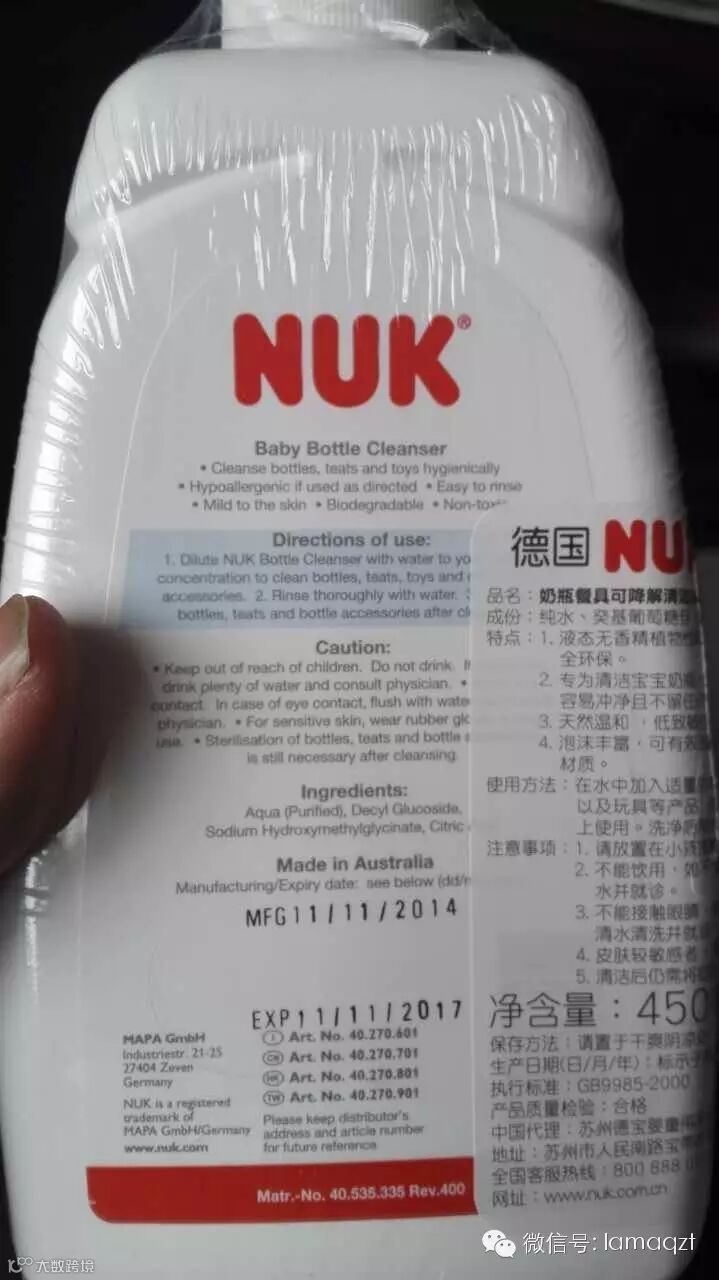 NUK®
Baby Bottle Cleanser
• Cleanse bottles, teats and toys hygienically
• Hypoallergenic if used as directed • Easy to rinse
• Mild to the skin • Biodegradable •
Directions of use:
1. Dilute NUK Bottle Cleanser with water to
concentration to clean bottles, teats, toys and
accessories. 2. Rinse thoroughly with water.
bottles, teats and bottle accessories after
Caution:
• Keep out of reach of children. Do not drink.
drink plenty of water and consult physician. •
contact. In case of eye contact, flush with
physician. • For sensitive skin, wear rubber
use. • Sterilisation of bottles, teats and bottle
is still necessary after cleansing
Ingredients:
Aqua (Purified), Decyl Glucoside,
Sodium Hydroxymethylglycinate, Citric
Made in Australia
Manufacturing/Expiry date: see below
MFG11/11/2014
EXP11/11/2017
MAPA GmbH
Industriestr. 21-25
27404 Zeven
Germany
NUK is a registered
trademark of
MAPA GmbH/Germany
www.nuk.com
Art. No. 40.270.601
CN Art. No. 40.270.701
HK Art. No. 40.270.801
TW Art. No. 40.270.901
Please keep distributor's
address and article number
for future reference
Matr.-No. 40.535.335 Rev.400
德国 NU
品名：奶瓶餐具可降解清
成份：纯水、癸基葡萄糖
特点：1. 液态无香精植物
全环保。
2. 专为清洁宝宝奶
容易冲净且不留
3. 天然温和，低致
4. 泡沫丰富，可有
材质。
使用方法：在水中加入适量
以及玩具等产品
上使用。洗净
注意事项：1. 请放置在小孩
2. 不能饮用，如
水并就诊。
3. 不能接触眼睛
清水清洗并就
4. 皮肤较敏感者
5. 清洁后仍需将
净含量：450
保存方法：请置于干爽阴凉
生产日期(日/月/年)：标示
执行标准：GB9985-2000
产品质量检验：合格
中国代理：苏州德宝婴童
地址：苏州市人民南路宝
全国客服热线：800 888
网址：www.nuk.com.cn
微信号: lamaqzt
大数跨境